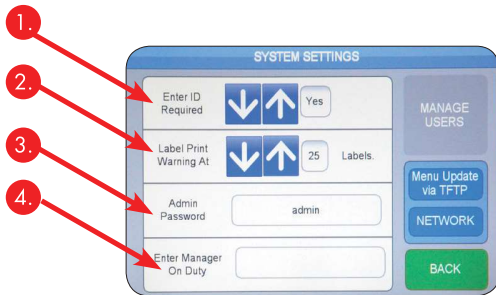 1.
SYSTEM SETTINGS
Enter ID
Required
Yes
2.
Label Print
Warning At
25
Labels.
3.
Admin
Password
admin
4.
Enter Manager
On Duty
MANAGE
USERS
Menu Update
via TFTP
NETWORK
BACK